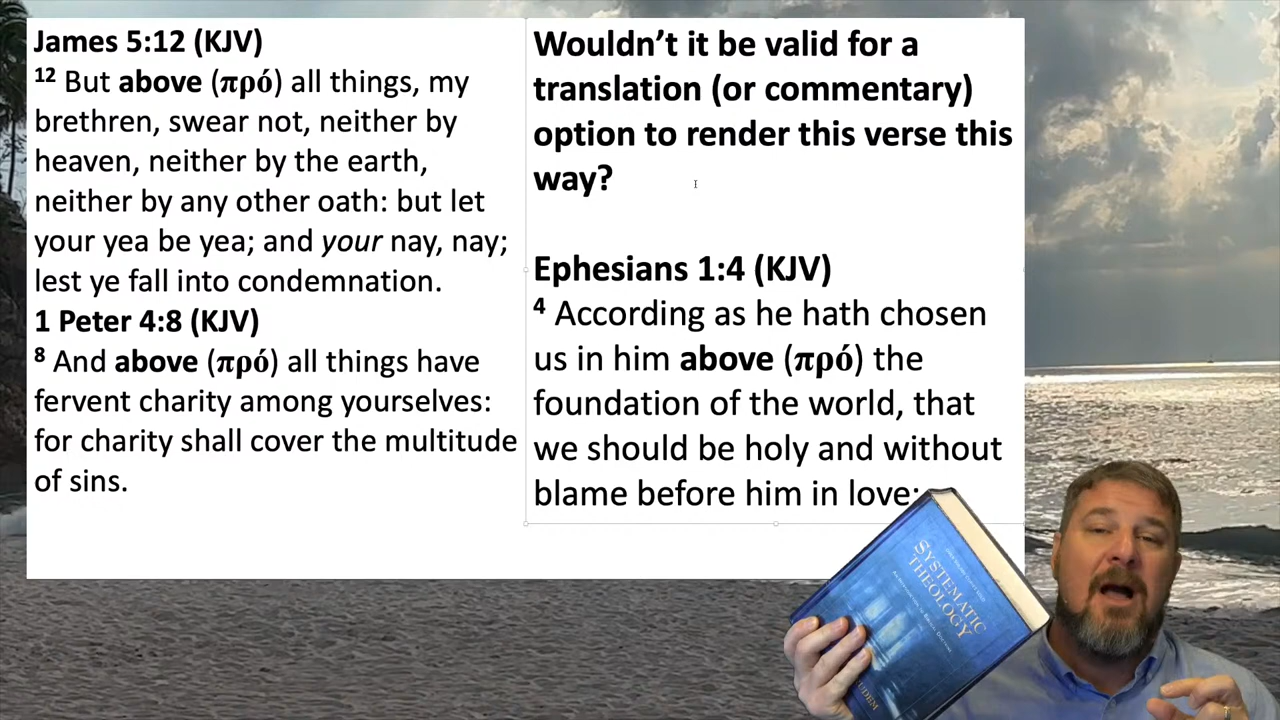 James 5:12 (KJV)
12 But above (πρό) all things, my
brethren, swear not, neither by
heaven, neither by the earth,
neither by any other oath: but let
your yea be yea; and your nay, nay;
lest ye fall into condemnation.
1 Peter 4:8 (KJV)
8 And above (πρό) all things have
fervent charity among yourselves:
for charity shall cover the multitude
of sins.
Wouldn’t it be valid for a
translation (or commentary)
option to render this verse this
way?
Ephesians 1:4 (KJV)
4 According as he hath chosen
us in him above (πρό) the
foundation of the world, that
we should be holy and without
blame before him in love:
SYSTEMATIC
THEOLOGY